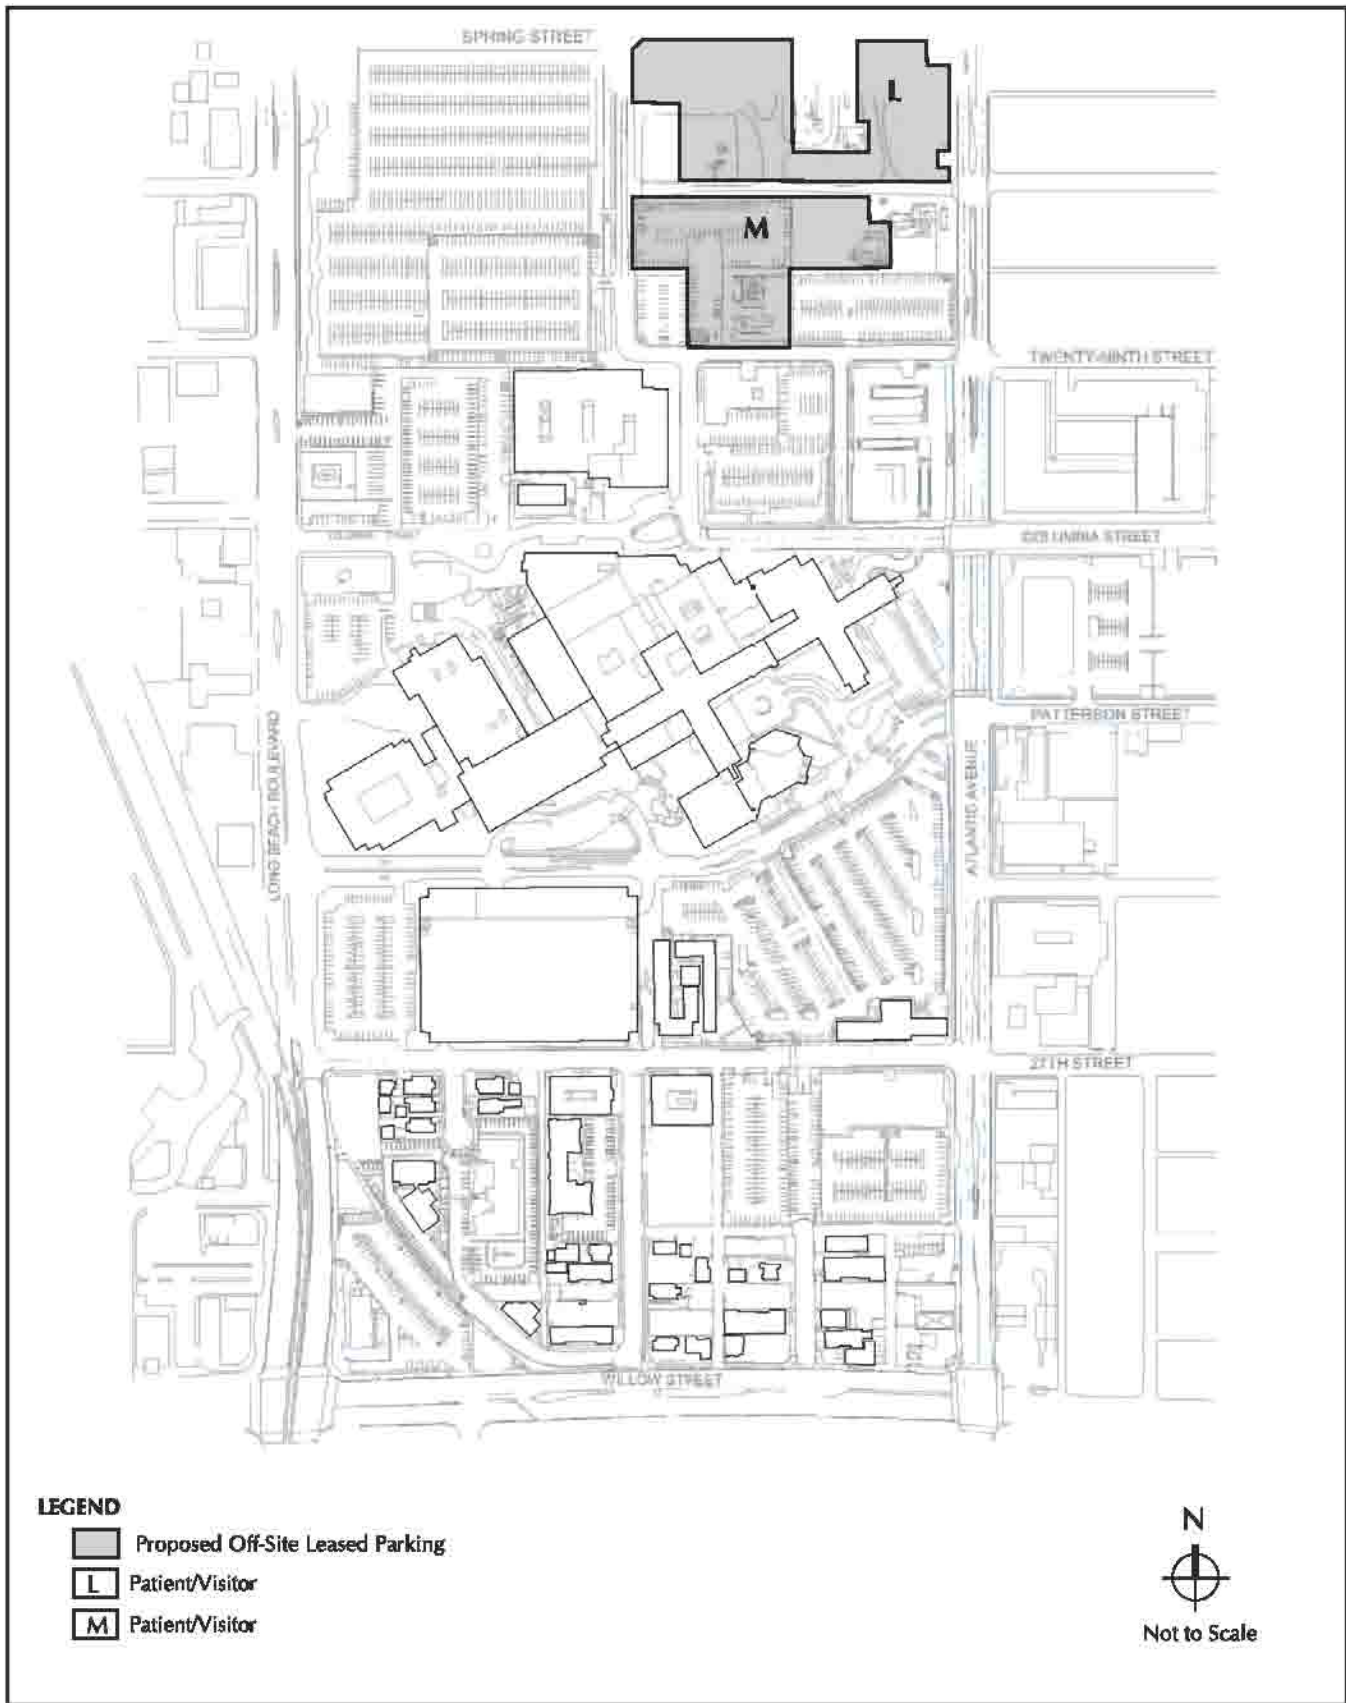 SPRING STREET
L
M
TWENTY-NINTH STREET
COLUMBIA STREET
PATTERSON STREET
LONG BEACH BOULEVARD
ATLANTIC AVENUE
27TH STREET
WILLOW STREET
LEGEND
Proposed Off-Site Leased Parking
L Patient/Visitor
M Patient/Visitor
N
Not to Scale